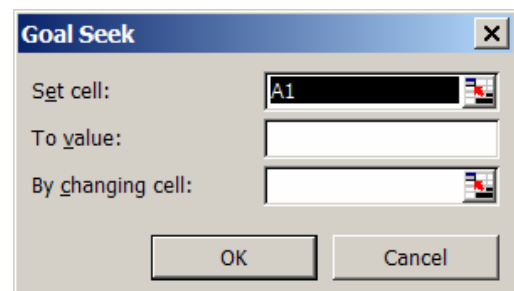 Goal Seek
Set cell: A1
To value:
By changing cell:
OK Cancel